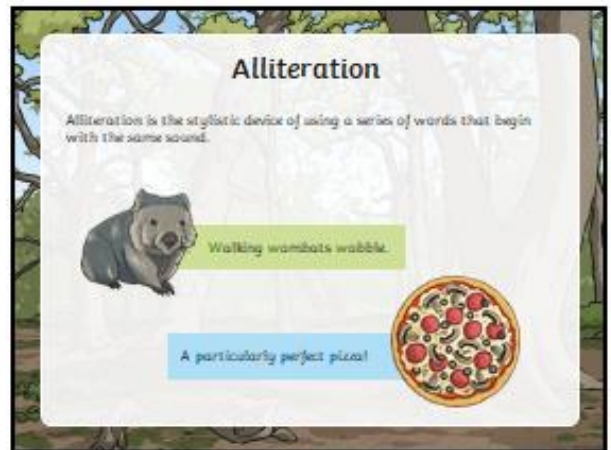 Alliteration
Alliteration is the stylistic device of using a series of words that begin
with the same sound.
Walking wombats wobble.
A particularly perfect pizza!